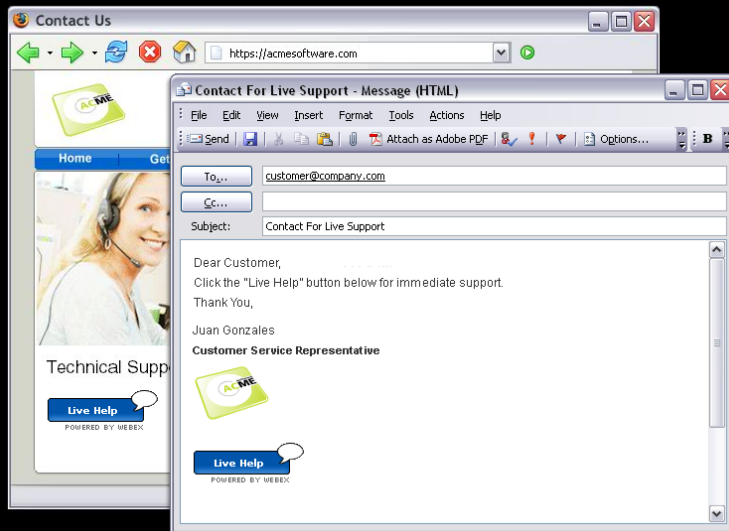 Contact Us
https://acmesoftware.com
ACME
Home
Get
Technical Supp
Live Help
POWERED BY WEBEX
Contact For Live Support - Message (HTML)
File Edit View Insert Format Tools Actions Help
Send Attach as Adobe PDF Options... B
To... customer@company.com
Cc...
Subject: Contact For Live Support
Dear Customer,
Click the "Live Help" button below for immediate support.
Thank You,
Juan Gonzales
Customer Service Representative
ACME
Live Help
POWERED BY WEBEX